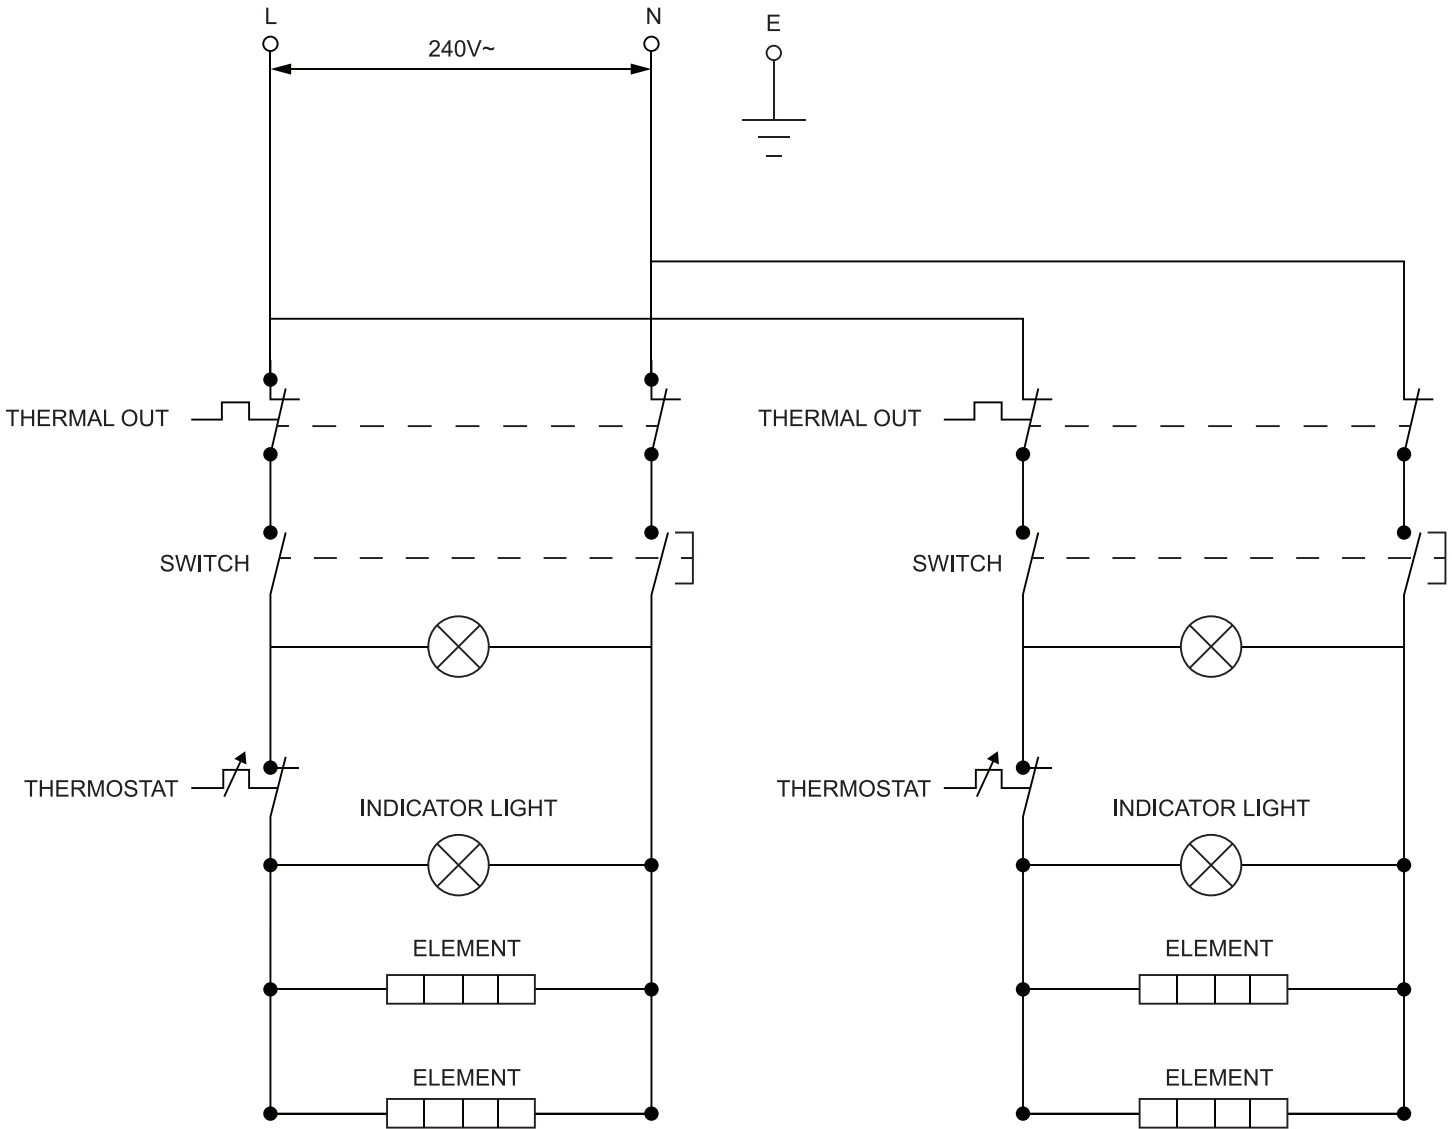 L
N
E
240V~
THERMAL OUT
THERMAL OUT
SWITCH
SWITCH
THERMOSTAT
THERMOSTAT
INDICATOR LIGHT
INDICATOR LIGHT
ELEMENT
ELEMENT
ELEMENT
ELEMENT